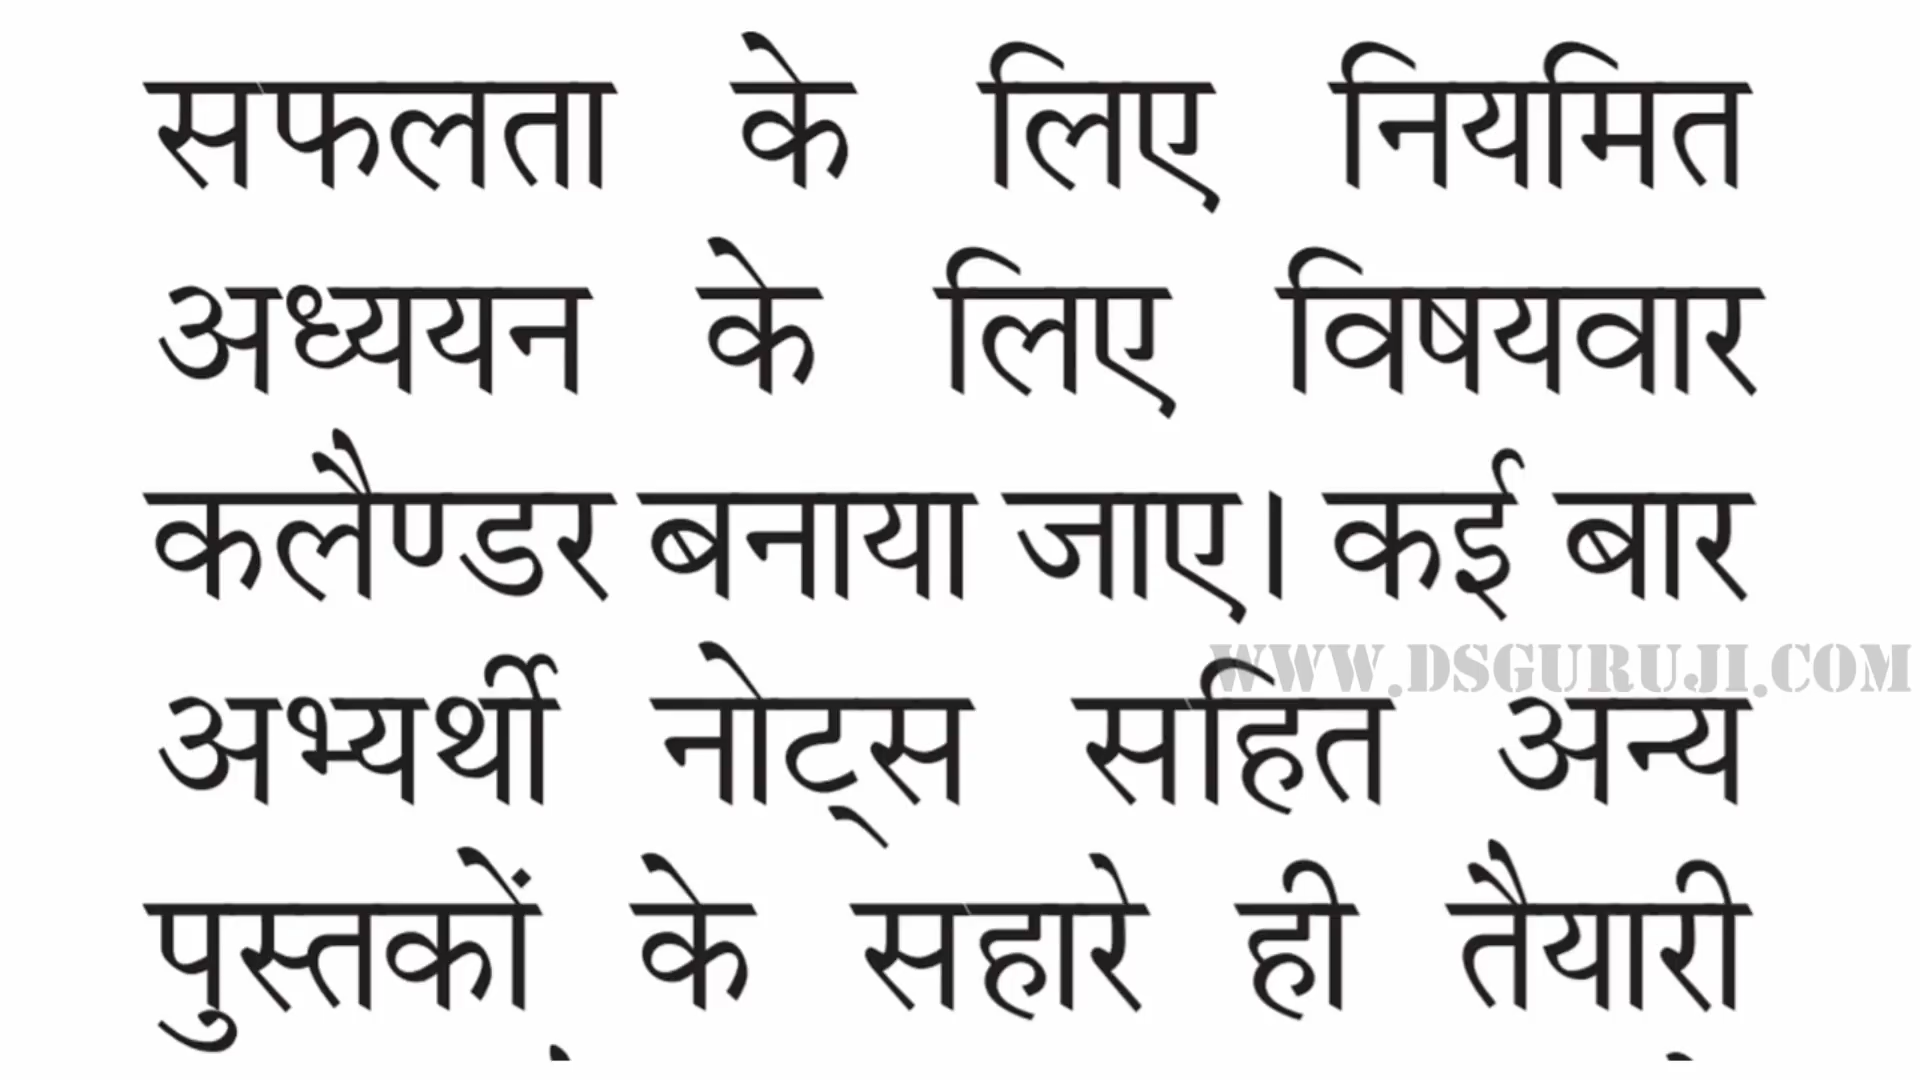 सफलता के लिए नियमित
अध्ययन के लिए विषयवार
कलैण्डर बनाया जाए। कई बार
WWW.DSGURUJI.COM
अभ्यर्थी नोट्स सहित अन्य
पुस्तकों के सहारे ही तैयारी